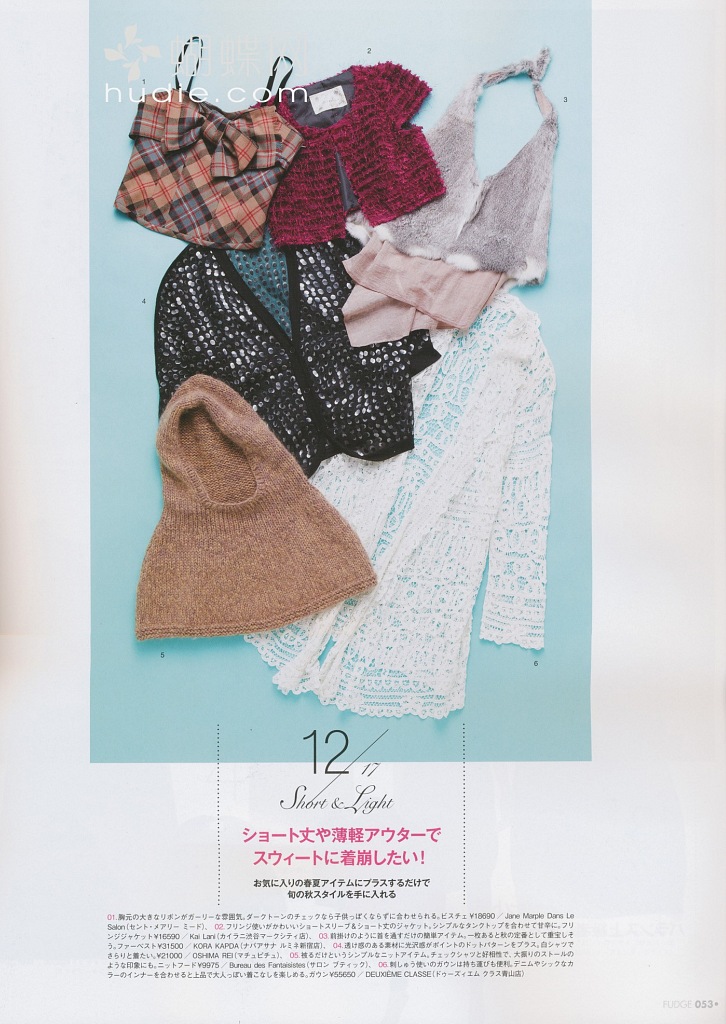 蝴蝶网
hudie.com
1
2
3
4
5
6
12/17
Short & Light
ショート丈や薄軽アウターで
スウィートに着崩したい!
お気に入りの春夏アイテムにプラスするだけで
旬の秋スタイルを手に入れる
01.胸元の大きなリボンがガーリーな雰囲気。ダークトーンのチェックなら子供っぽくならずに合わせられる。ビスチェ¥18690／Jane Marple Dans Le
Salon（セント・メアリー ミード）、 02.フリンジ使いがかわいいショートスリーブ&ショート丈のジャケット。シンプルなタンクトップを合わせて甘辛に。フリ
ンジジャケット¥16590／Kai Lani（カイラニ渋谷マークシティ店）、 03.前掛けのように首を通すだけの簡単アイテム。一枚あると秋の定番として重宝しそ
う。ファーベスト¥31500／KORA KAPDA（ナバアサナ ルミネ新宿店）、 04.透け感のある素材に光沢感がポイントのドットパターンをプラス。白シャツで
さらりと着たい。¥21000／OSHIMA REI（マチュピチュ）、 05.被るだけというシンプルなニットアイテム。チェックシャツと好相性で、大振りのストールの
ような印象にも。ニットフード¥9975／Bureau des Fantaisistes（サロン ブティック）、 06.刺しゅう使いのガウンは持ち運びも便利。デニムやシックなカ
ラーのインナーを合わせると上品で大人っぽい着こなしを楽しめる。ガウン¥55650／DEUXIÈME CLASSE（ドゥーズィエム クラス青山店）
FUDGE 053•